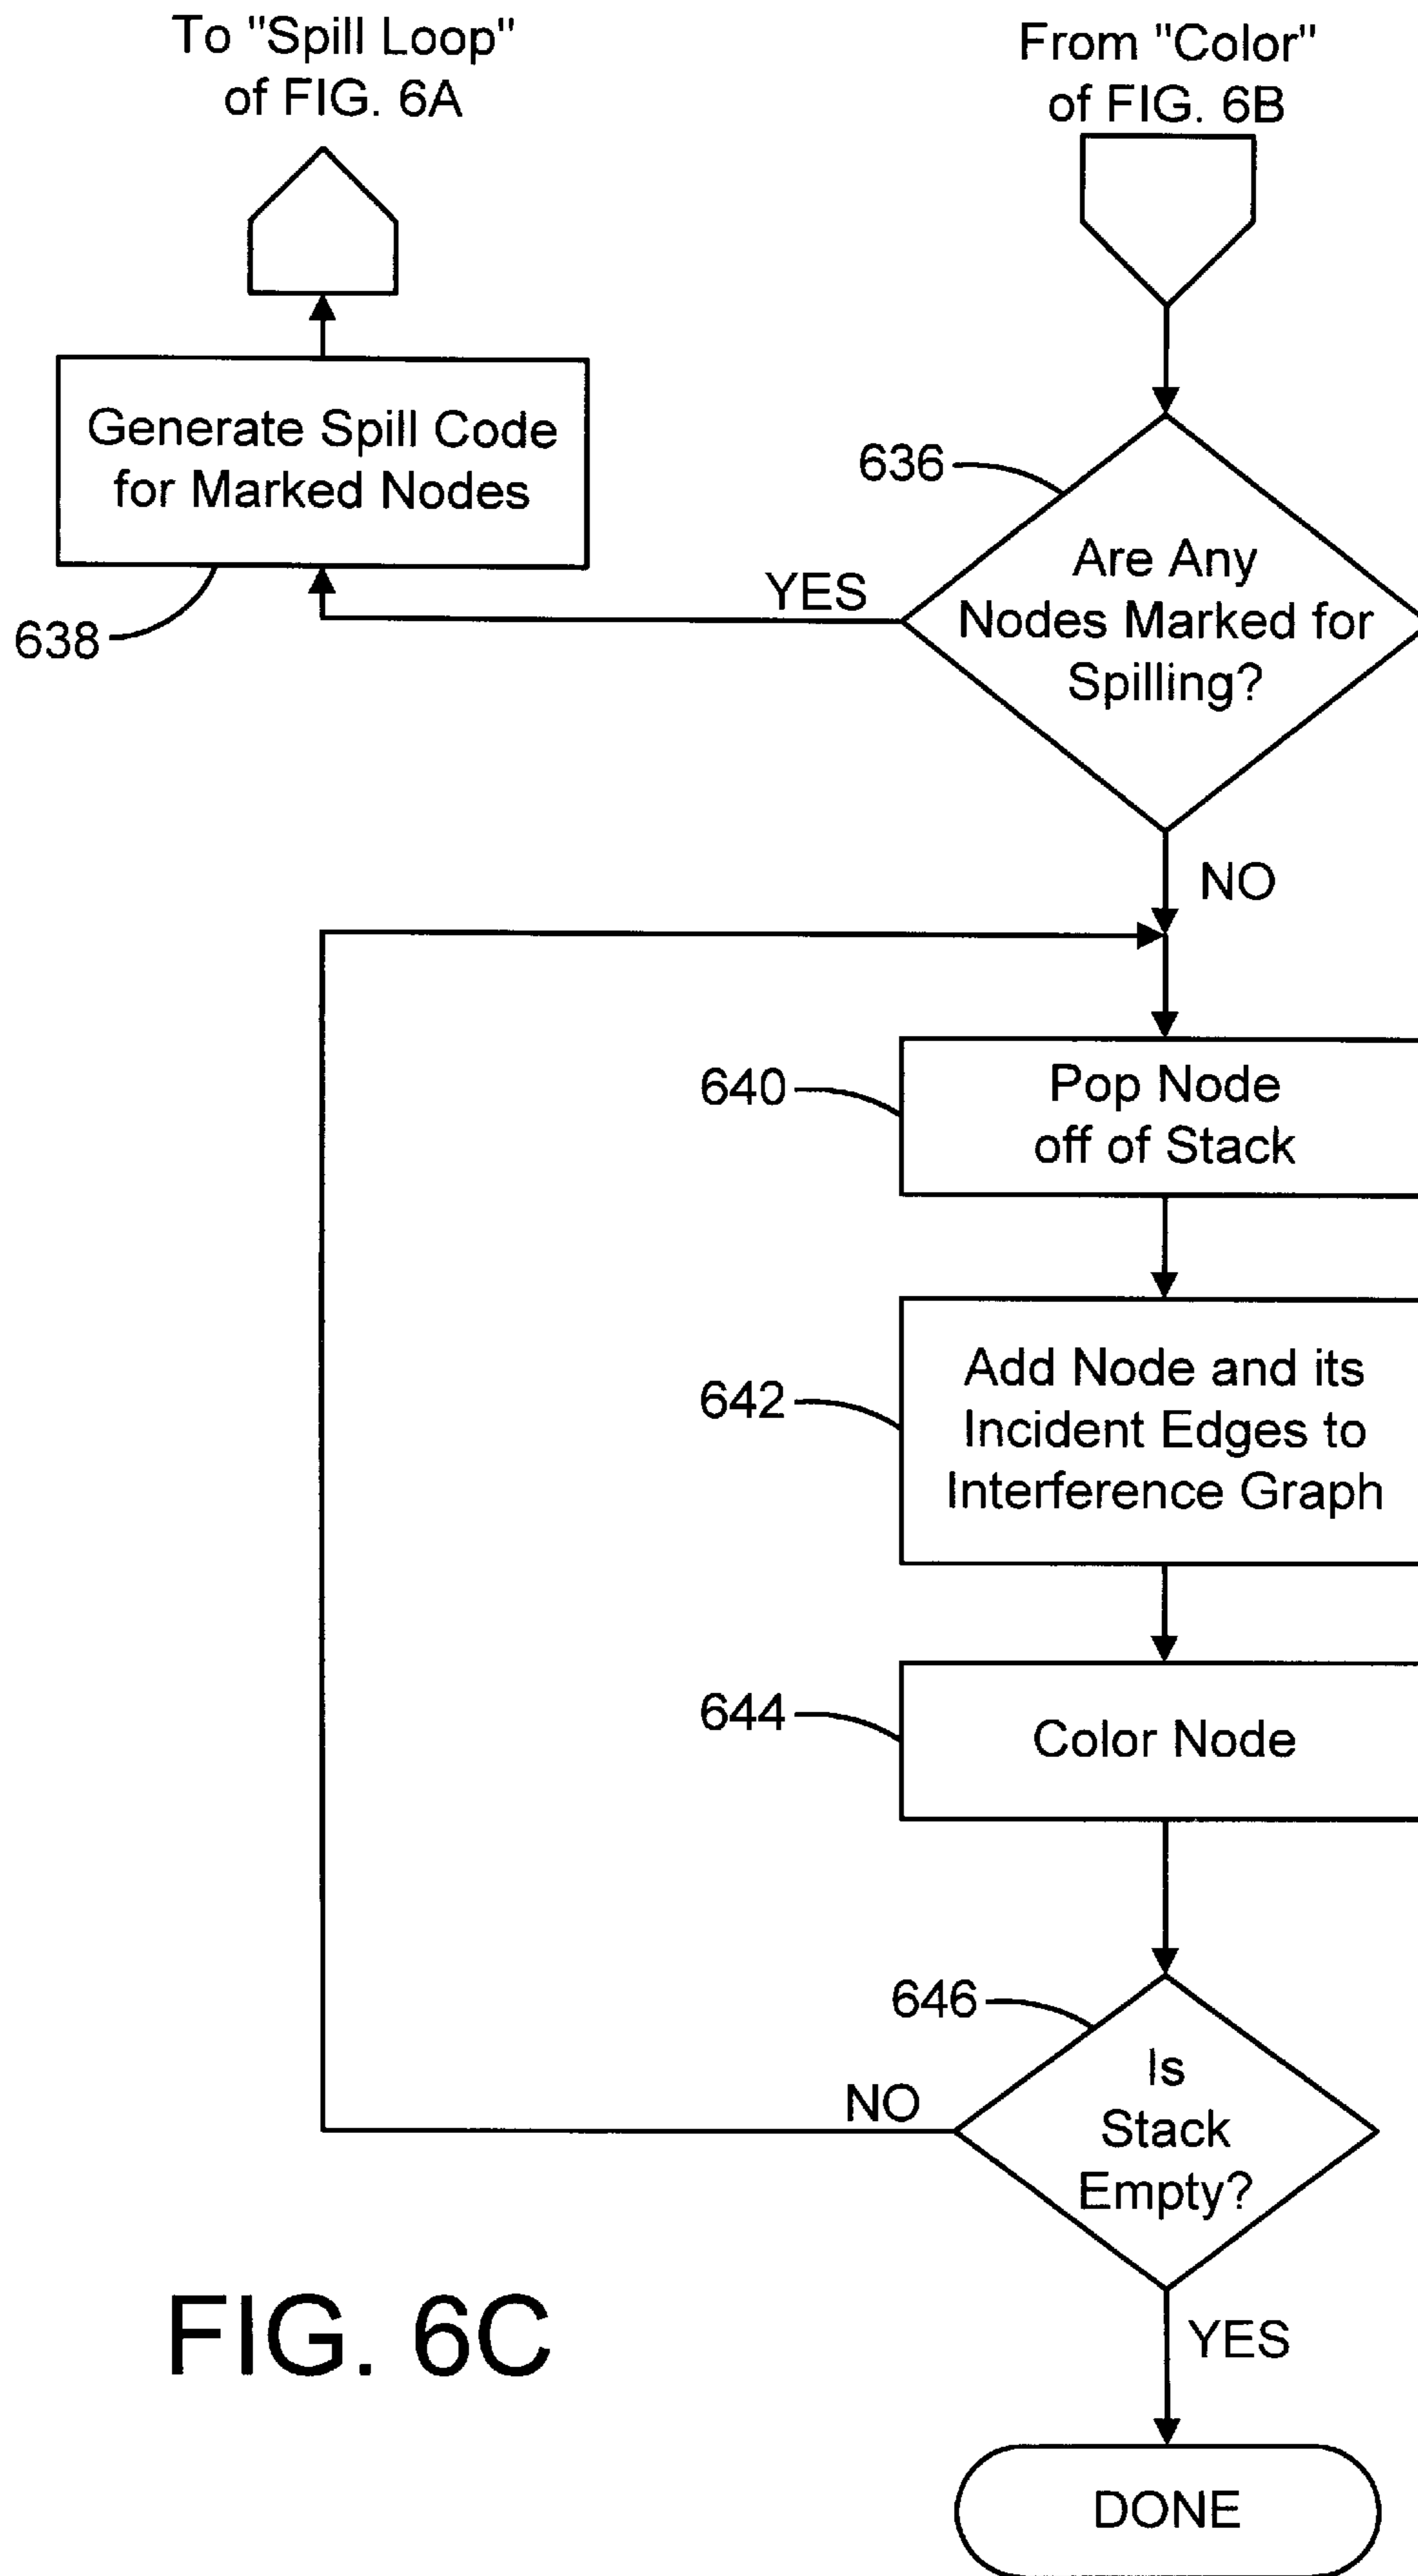 To "Spill Loop"
of FIG. 6A
From "Color"
of FIG. 6B
Generate Spill Code
for Marked Nodes
638
636
Are Any
Nodes Marked for
Spilling?
YES
NO
640
Pop Node
off of Stack
642
Add Node and its
Incident Edges to
Interference Graph
644
Color Node
646
Is
Stack
Empty?
NO
YES
DONE
FIG. 6C